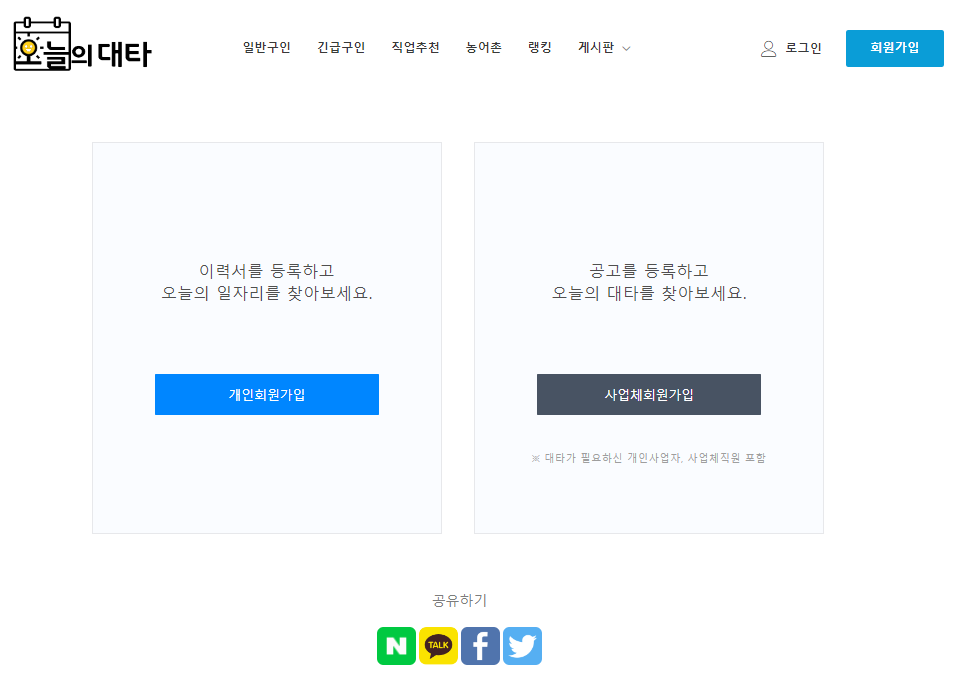 오늘의대타
일반구인 긴급구인 직업추천 농어촌 랭킹 게시판 로그인 회원가입
이력서를 등록하고
오늘의 일자리를 찾아보세요.
개인회원가입
공고를 등록하고
오늘의 대타를 찾아보세요.
사업체회원가입
※ 대타가 필요하신 개인사업자, 사업체직원 포함
공유하기
N TALK f